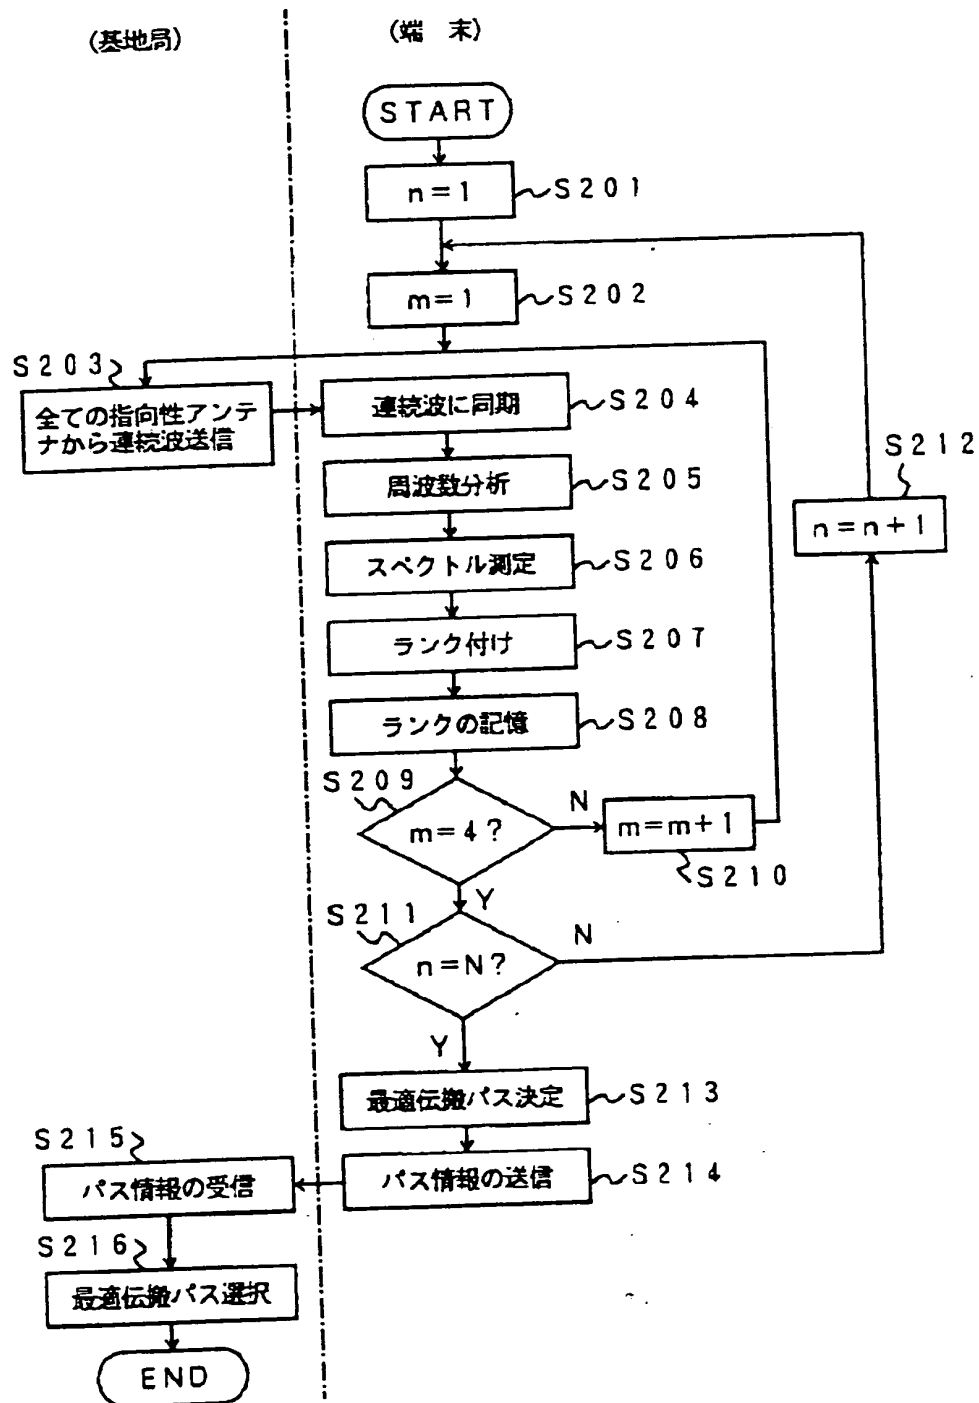 (基地局)
(端 末)
START
n=1
S201
m=1
S202
S203
全ての指向性アンテ
ナから連続波送信
連続波に同期
S204
周波数分析
S205
スペクトル測定
S206
ランク付け
S207
ランクの記憶
S208
S209
m=4?
N
m=m+1
S210
Y
S211
n=N?
N
n=n+1
S212
Y
最適伝搬パス決定
S213
パス情報の送信
S214
S215
パス情報の受信
S216
最適伝搬パス選択
END